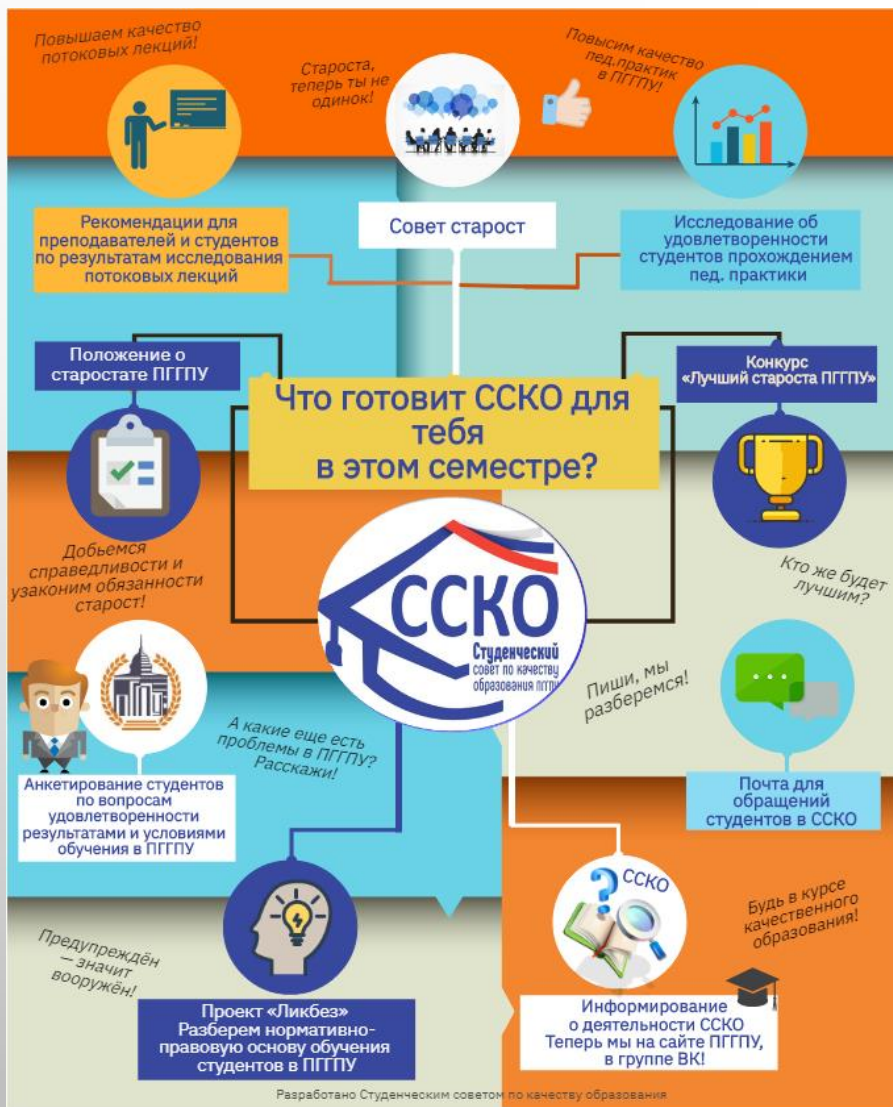 Повышаем качество
потоковых лекций!
Староста,
теперь ты не
одинок!
Повысим качество
пед.практик
в ПГГПУ!
Рекомендации для
преподавателей и студентов
по результатам исследования
потоковых лекций
Совет старост
Исследование об
удовлетворенности
студентов прохождением
пед. практики
Положение о
старостате ПГГПУ
Конкурс
«Лучший староста ПГГПУ»
Что готовит ССКО для
тебя
в этом семестре?
Добьемся
справедливости и
узаконим обязанности
старост!
Кто же будет
лучшим?
ССКО
Студенческий
совет по качеству
образования ПГГПУ
Пиши, мы
разберемся!
А какие еще есть
проблемы в ПГГПУ?
Расскажи!
Анкетирование студентов
по вопросам
удовлетворенности
результатами и условиями
обучения в ПГГПУ
Почта для
обращений
студентов в ССКО
ССКО
Будь в курсе
качественного
образования!
Предупреждён
— значит
вооружён!
Проект «Ликбез»
Разберем нормативно-
правовую основу обучения
студентов в ПГГПУ
Информирование
о деятельности ССКО
Теперь мы на сайте ПГГПУ,
в группе ВК!
Разработано Студенческим советом по качеству образования